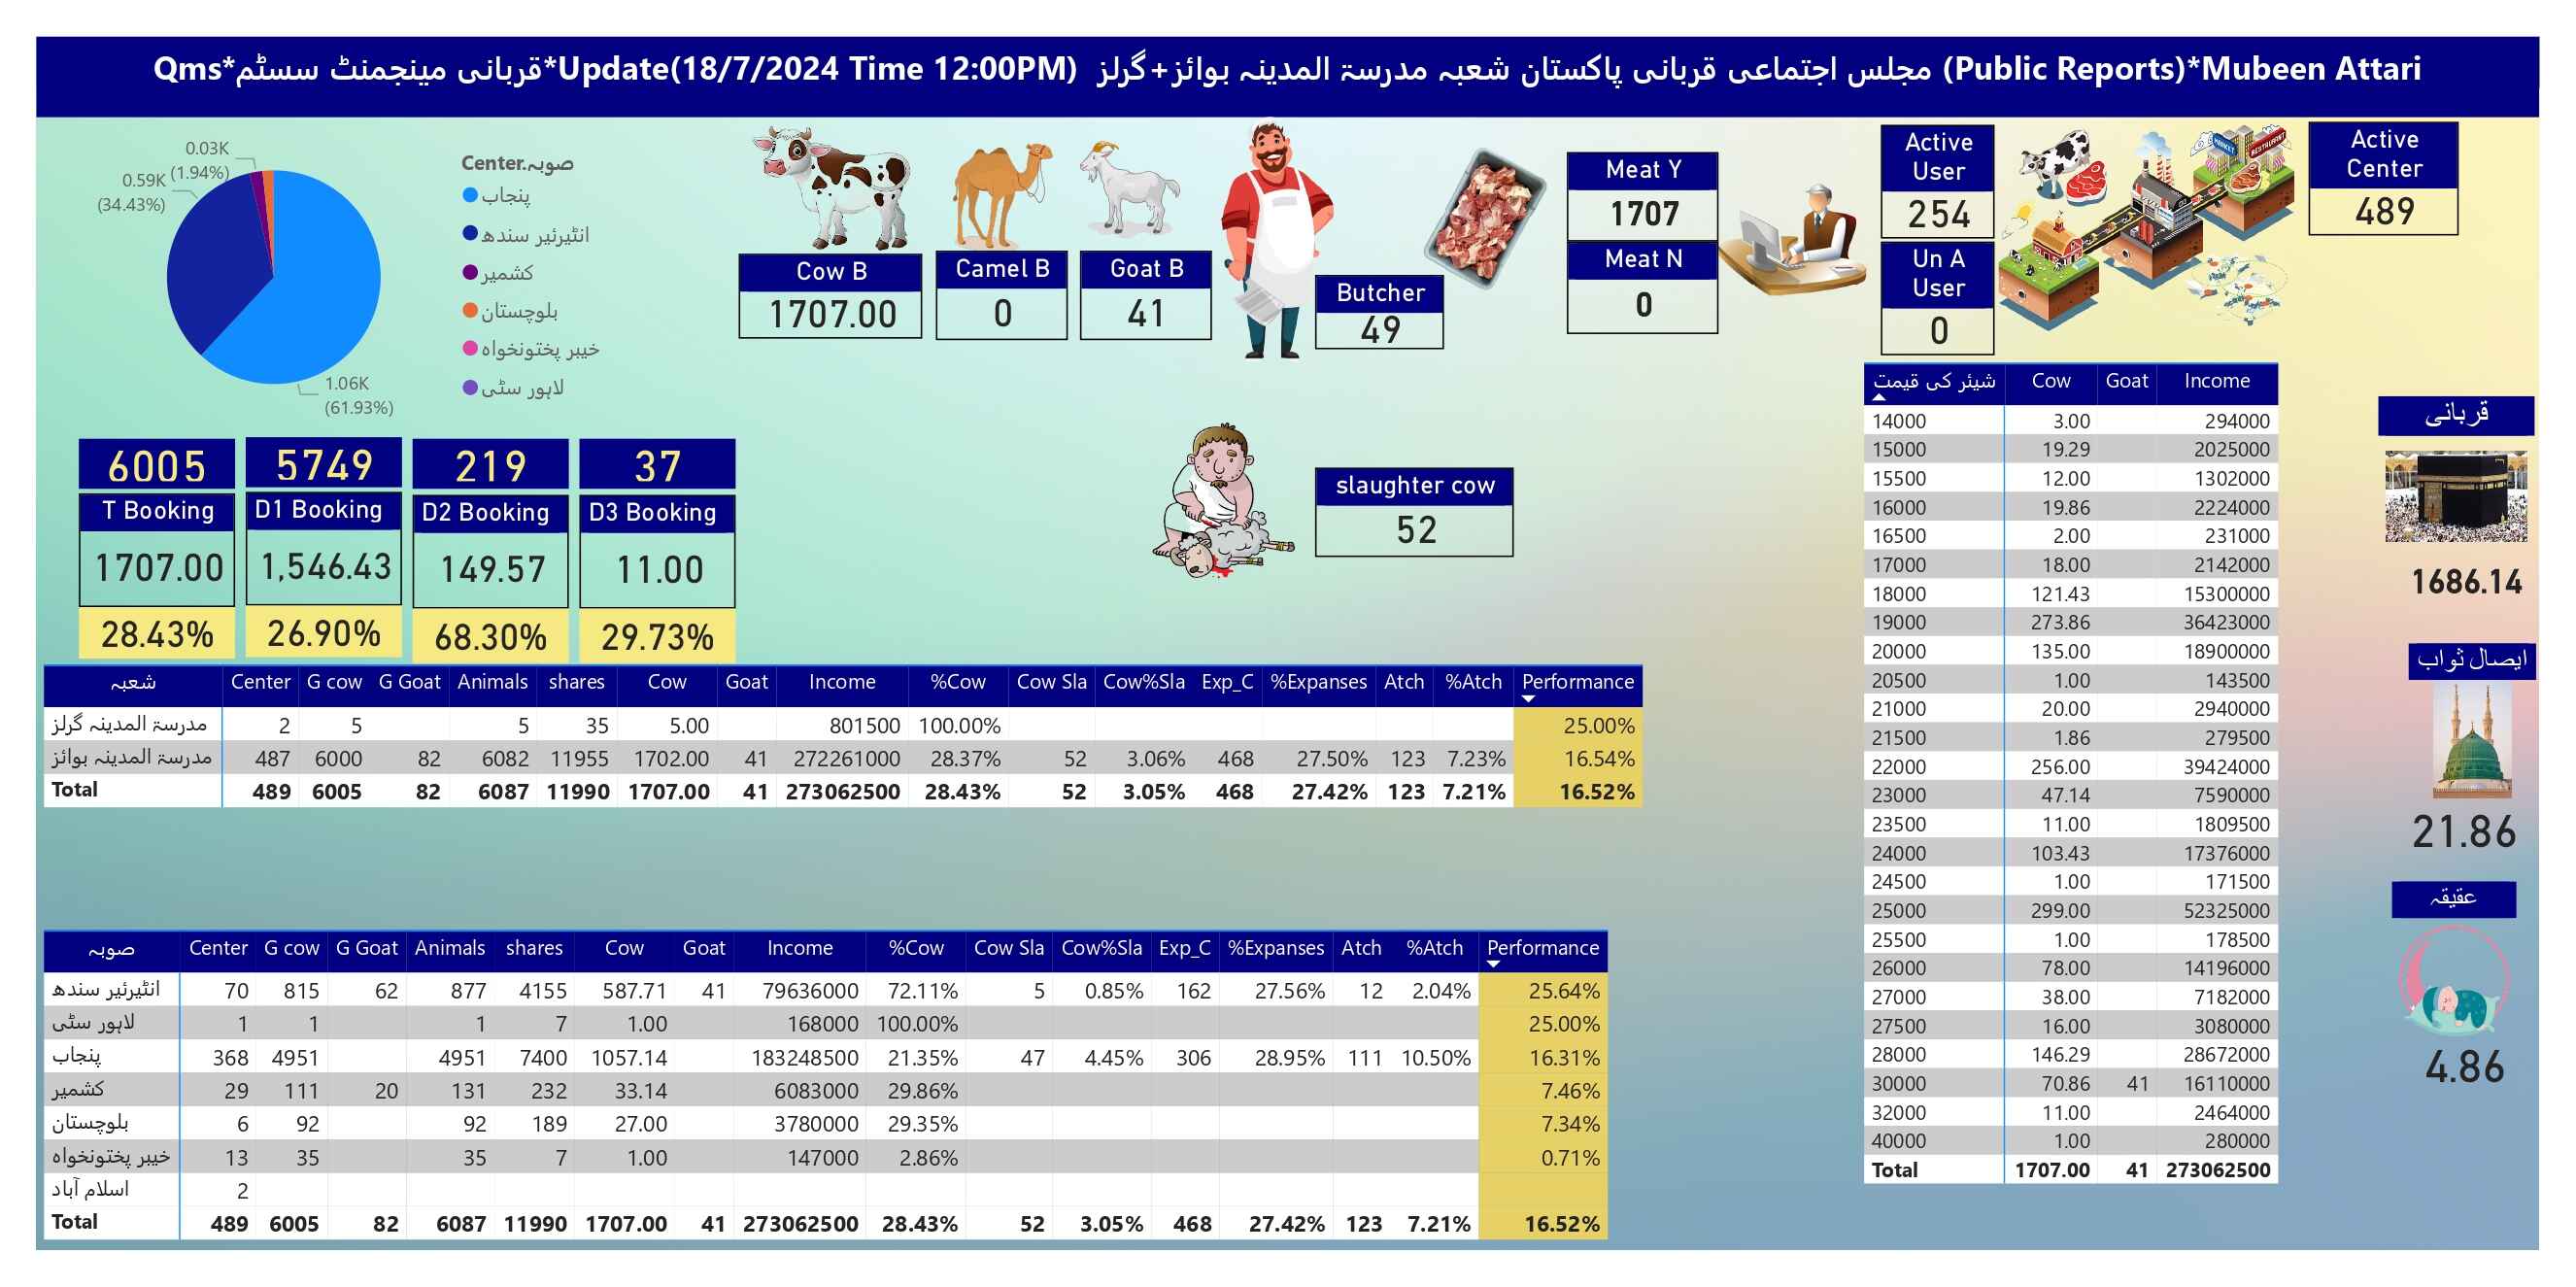 Qms*قربانی مینجمنٹ سسٹم*Update(18/7/2024 Time 12:00PM) مجلس اجتماعی قربانی پاکستان شعبہ مدرسۃ المدینہ بوائز+گرلز (Public Reports)*Mubeen Attari
0.03K
(1.94%)
0.59K
(34.43%)
1.06K
(61.93%)
Center.صوبہ
پنجاب
انٹیرئیر سندھ
کشمیر
بلوچستان
خیبر پختونخواہ
لاہور سٹی
Cow B
1707.00
Camel B
0
Goat B
41
Butcher
49
Meat Y
1707
Meat N
0
Active User
254
Un A User
0
MARKET
RESTAURANT
Active Center
489
6005 5749 219 37
T Booking D1 Booking D2 Booking D3 Booking
1707.00 1,546.43 149.57 11.00
28.43% 26.90% 68.30% 29.73%
slaughter cow
52
شعبہ Center G cow G Goat Animals shares Cow Goat Income %Cow Cow Sla Cow%Sla Exp_C %Expanses Atch %Atch Performance
مدرسۃ المدینہ گرلز 2 5 5 35 5.00 801500 100.00% 25.00%
مدرسۃ المدینہ بوائز 487 6000 82 6082 11955 1702.00 41 272261000 28.37% 52 3.06% 468 27.50% 123 7.23% 16.54%
Total 489 6005 82 6087 11990 1707.00 41 273062500 28.43% 52 3.05% 468 27.42% 123 7.21% 16.52%
صوبہ Center G cow G Goat Animals shares Cow Goat Income %Cow Cow Sla Cow%Sla Exp_C %Expanses Atch %Atch Performance
انٹیرئیر سندھ 70 815 62 877 4155 587.71 41 79636000 72.11% 5 0.85% 162 27.56% 12 2.04% 25.64%
لاہور سٹی 1 1 1 7 1.00 168000 100.00% 25.00%
پنجاب 368 4951 4951 7400 1057.14 183248500 21.35% 47 4.45% 306 28.95% 111 10.50% 16.31%
کشمیر 29 111 20 131 232 33.14 6083000 29.86% 7.46%
بلوچستان 6 92 92 189 27.00 3780000 29.35% 7.34%
خیبر پختونخواہ 13 35 35 7 1.00 147000 2.86% 0.71%
اسلام آباد 2
Total 489 6005 82 6087 11990 1707.00 41 273062500 28.43% 52 3.05% 468 27.42% 123 7.21% 16.52%
شیئر کی قیمت Cow Goat Income
14000 3.00 294000
15000 19.29 2025000
15500 12.00 1302000
16000 19.86 2224000
16500 2.00 231000
17000 18.00 2142000
18000 121.43 15300000
19000 273.86 36423000
20000 135.00 18900000
20500 1.00 143500
21000 20.00 2940000
21500 1.86 279500
22000 256.00 39424000
23000 47.14 7590000
23500 11.00 1809500
24000 103.43 17376000
24500 1.00 171500
25000 299.00 52325000
25500 1.00 178500
26000 78.00 14196000
27000 38.00 7182000
27500 16.00 3080000
28000 146.29 28672000
30000 70.86 41 16110000
32000 11.00 2464000
40000 1.00 280000
Total 1707.00 41 273062500
قربانی
1686.14
ایصال ثواب
21.86
عقیقہ
4.86